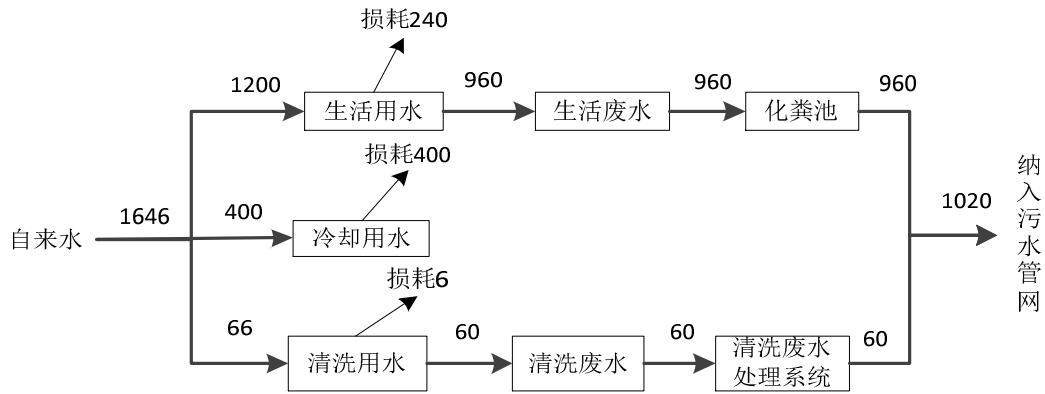 损耗240
1200
960
960
960
生活用水
生活废水
化粪池
损耗400
自来水
1646
400
冷却用水
1020
纳入污水管网
损耗6
66
60
60
60
清洗用水
清洗废水
清洗废水
处理系统